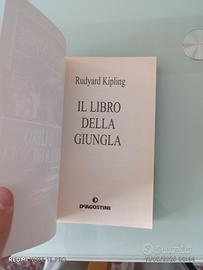 Rudyard Kipling
IL LIBRO
DELLA
GIUNGLA
DEAGOSTINI